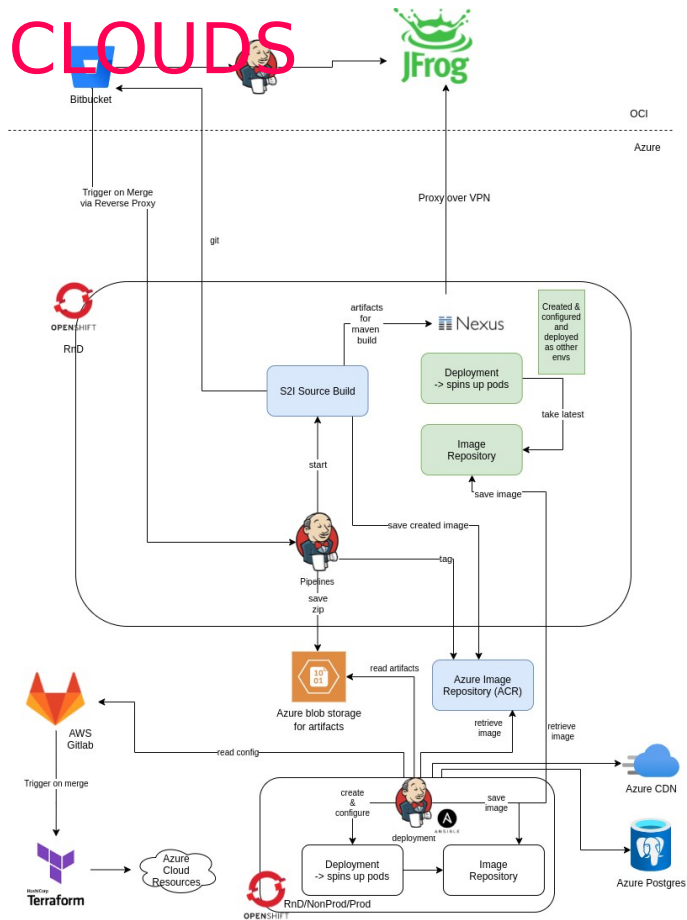 CLOUDS
Bitbucket
JFrog
OCI
Azure
Trigger on Merge
via Reverse Proxy
Proxy over VPN
git
OPENSHIFT
RnD
artifacts
for
maven
build
Nexus
Created &
configured
and
deployed
as otther
envs
Deployment
-> spins up pods
S2I Source Build
take latest
Image
Repository
start
save image
save created image
tag
Pipelines
save
zip
10
01
read artifacts
Azure Image
Repository (ACR)
Azure blob storage
for artifacts
AWS
Gitlab
retrieve
image
retrieve
image
read config
Trigger on merge
Azure CDN
create
&
configure
save
image
ANSIBLE
deployment
Azure
Cloud
Resources
HashiCorp
Terraform
Deployment
-> spins up pods
Image
Repository
Azure Postgres
RnD/NonProd/Prod
OPENSHIFT